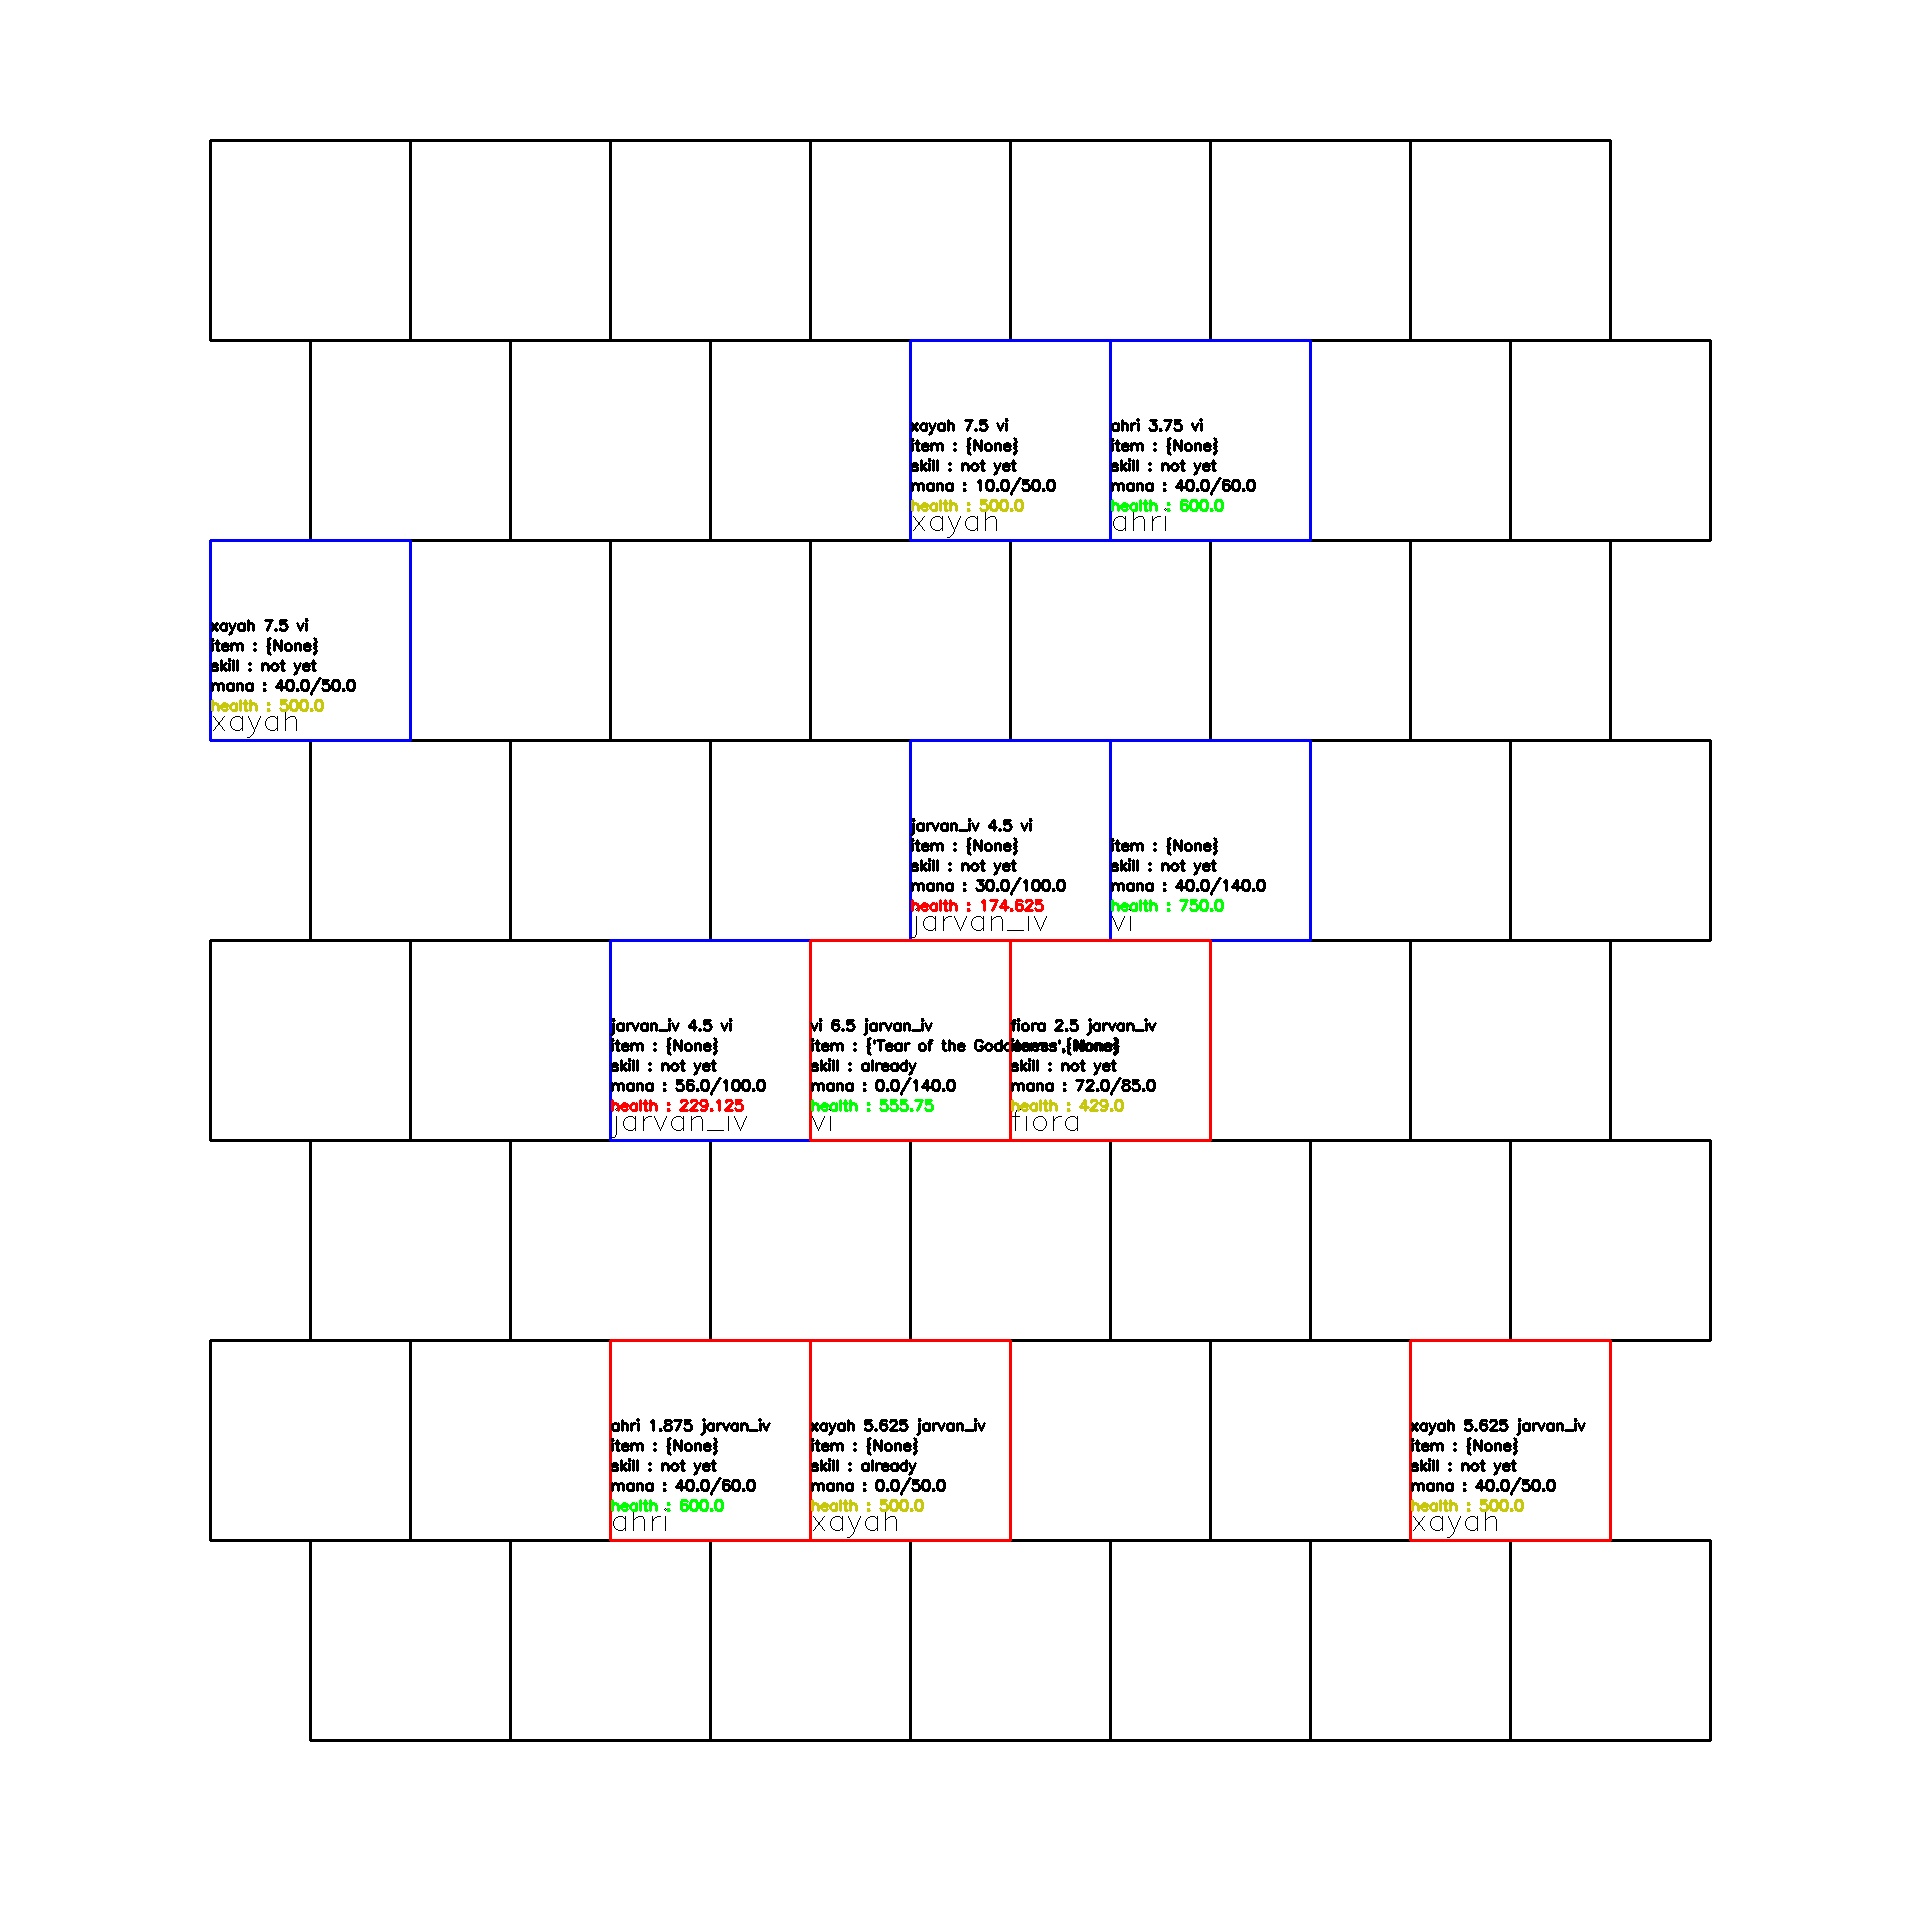 xayah 7.5 vi
item : {None}
skill : not yet
mana : 10.0/50.0
health : 500.0
xayah
ahri 3.75 vi
item : {None}
skill : not yet
mana : 40.0/60.0
health : 600.0
ahri
xayah 7.5 vi
item : {None}
skill : not yet
mana : 40.0/50.0
health : 500.0
xayah
jarvan_iv 4.5 vi
item : {None}
skill : not yet
mana : 30.0/100.0
health : 174.625
jarvan_iv
item : {None}
skill : not yet
mana : 40.0/140.0
health : 750.0
vi
jarvan_iv 4.5 vi
item : {None}
skill : not yet
mana : 56.0/100.0
health : 229.125
jarvan_iv
vi 6.5 jarvan_iv
item : {'Tear of the
skill : already
mana : 0.0/140.0
health : 555.75
vi
fiora 2.5 jarvan_iv
skill : not yet
mana : 72.0/85.0
health : 429.0
fiora
ahri 1.875 jarvan_iv
item : {None}
skill : not yet
mana : 40.0/60.0
health : 600.0
ahri
xayah 5.625 jarvan_iv
item : {None}
skill : already
mana : 0.0/50.0
health : 500.0
xayah
xayah 5.625 jarvan_iv
item : {None}
skill : not yet
mana : 40.0/50.0
health : 500.0
xayah